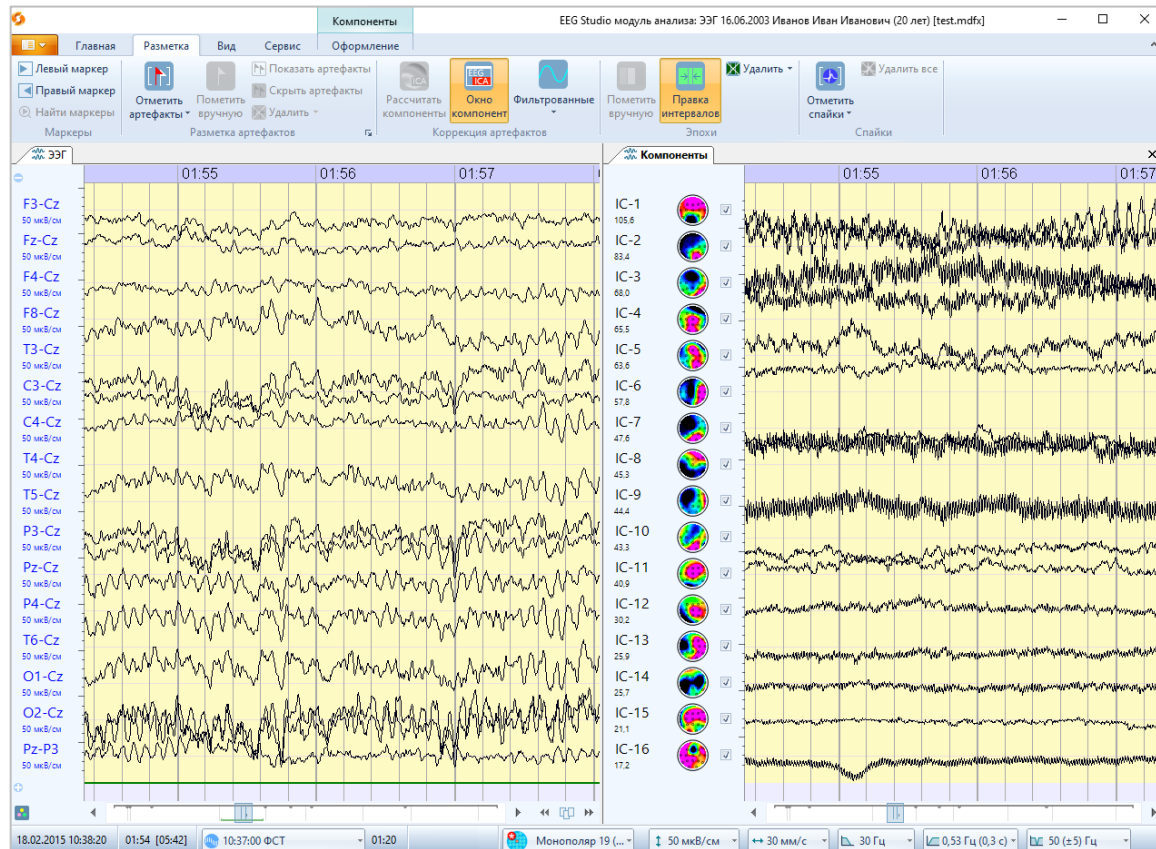 Компоненты
EEG Studio модуль анализа: ЭЭГ 16.06.2003 Иванов Иван Иванович (20 лет) [test.mdfx]
Главная Разметка Вид Сервис Оформление
Левый маркер
Правый маркер
Найти маркеры
Маркеры
Отметить артефакты
Пометить вручную
Показать артефакты
Скрыть артефакты
Удалить
Разметка артефактов
Рассчитать компоненты
EEG ICA
Окно компонент
Фильтрованные
Коррекция артефактов
Пометить вручную
Правка интервалов
Удалить
Эпохи
Отметить спайки
Удалить все
Спайки
ЭЭГ
01:55 01:56 01:57
F3-Cz
50 мкВ/см
Fz-Cz
50 мкВ/см
F4-Cz
50 мкВ/см
F8-Cz
50 мкВ/см
T3-Cz
50 мкВ/см
C3-Cz
50 мкВ/см
C4-Cz
50 мкВ/см
T4-Cz
50 мкВ/см
T5-Cz
50 мкВ/см
P3-Cz
50 мкВ/см
Pz-Cz
50 мкВ/см
P4-Cz
50 мкВ/см
T6-Cz
50 мкВ/см
O1-Cz
50 мкВ/см
O2-Cz
50 мкВ/см
Pz-P3
50 мкВ/см
Компоненты
01:55 01:56 01:57
IC-1
105.6
IC-2
83.4
IC-3
68.0
IC-4
65.5
IC-5
63.6
IC-6
57.8
IC-7
47.6
IC-8
45.3
IC-9
44.4
IC-10
43.3
IC-11
40.9
IC-12
30.2
IC-13
25.9
IC-14
25.7
IC-15
21.1
IC-16
17.2
18.02.2015 10:38:20 01:54 [05:42] 10:37:00 ФСТ 01:20 Монополяр 19 (... 50 мкВ/см 30 мм/с 30 Гц 0,53 Гц (0,3 с) 50 (±5) Гц